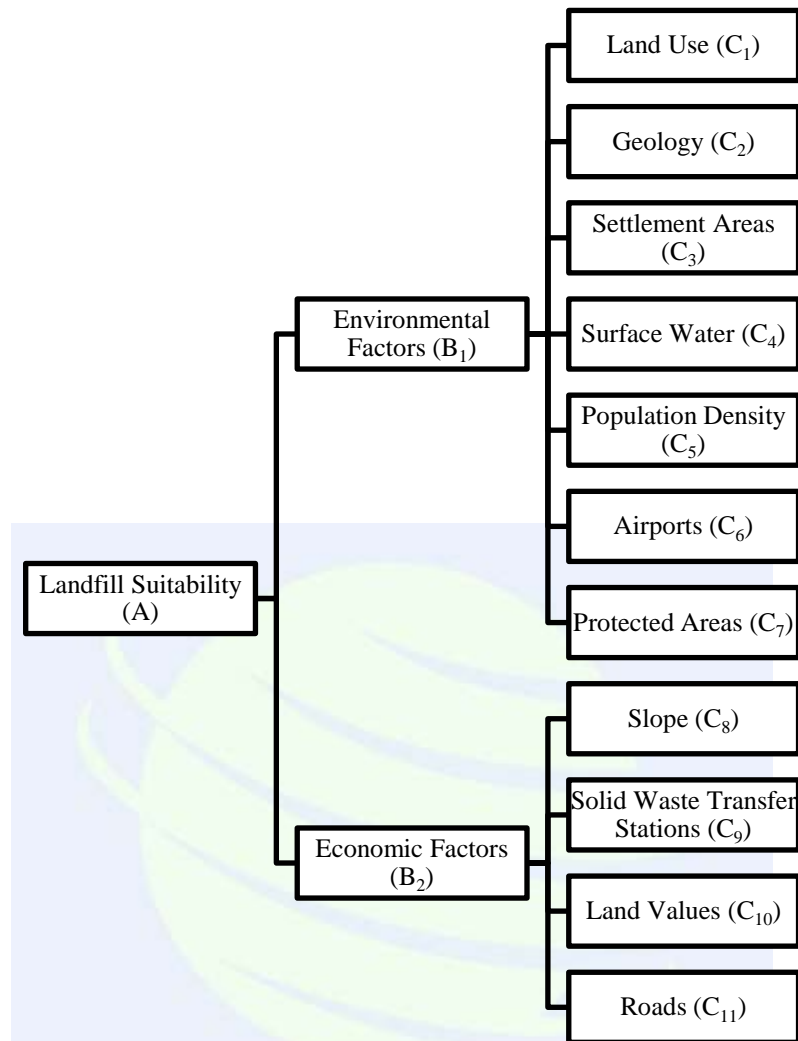 Land Use (C₁)
Geology (C₂)
Settlement Areas
(C₃)
Environmental
Factors (B₁)
Surface Water (C₄)
Population Density
(C₅)
Airports (C₆)
Landfill Suitability
(A)
Protected Areas (C₇)
Slope (C₈)
Solid Waste Transfer
Stations (C₉)
Economic Factors
(B₂)
Land Values (C₁₀)
Roads (C₁₁)